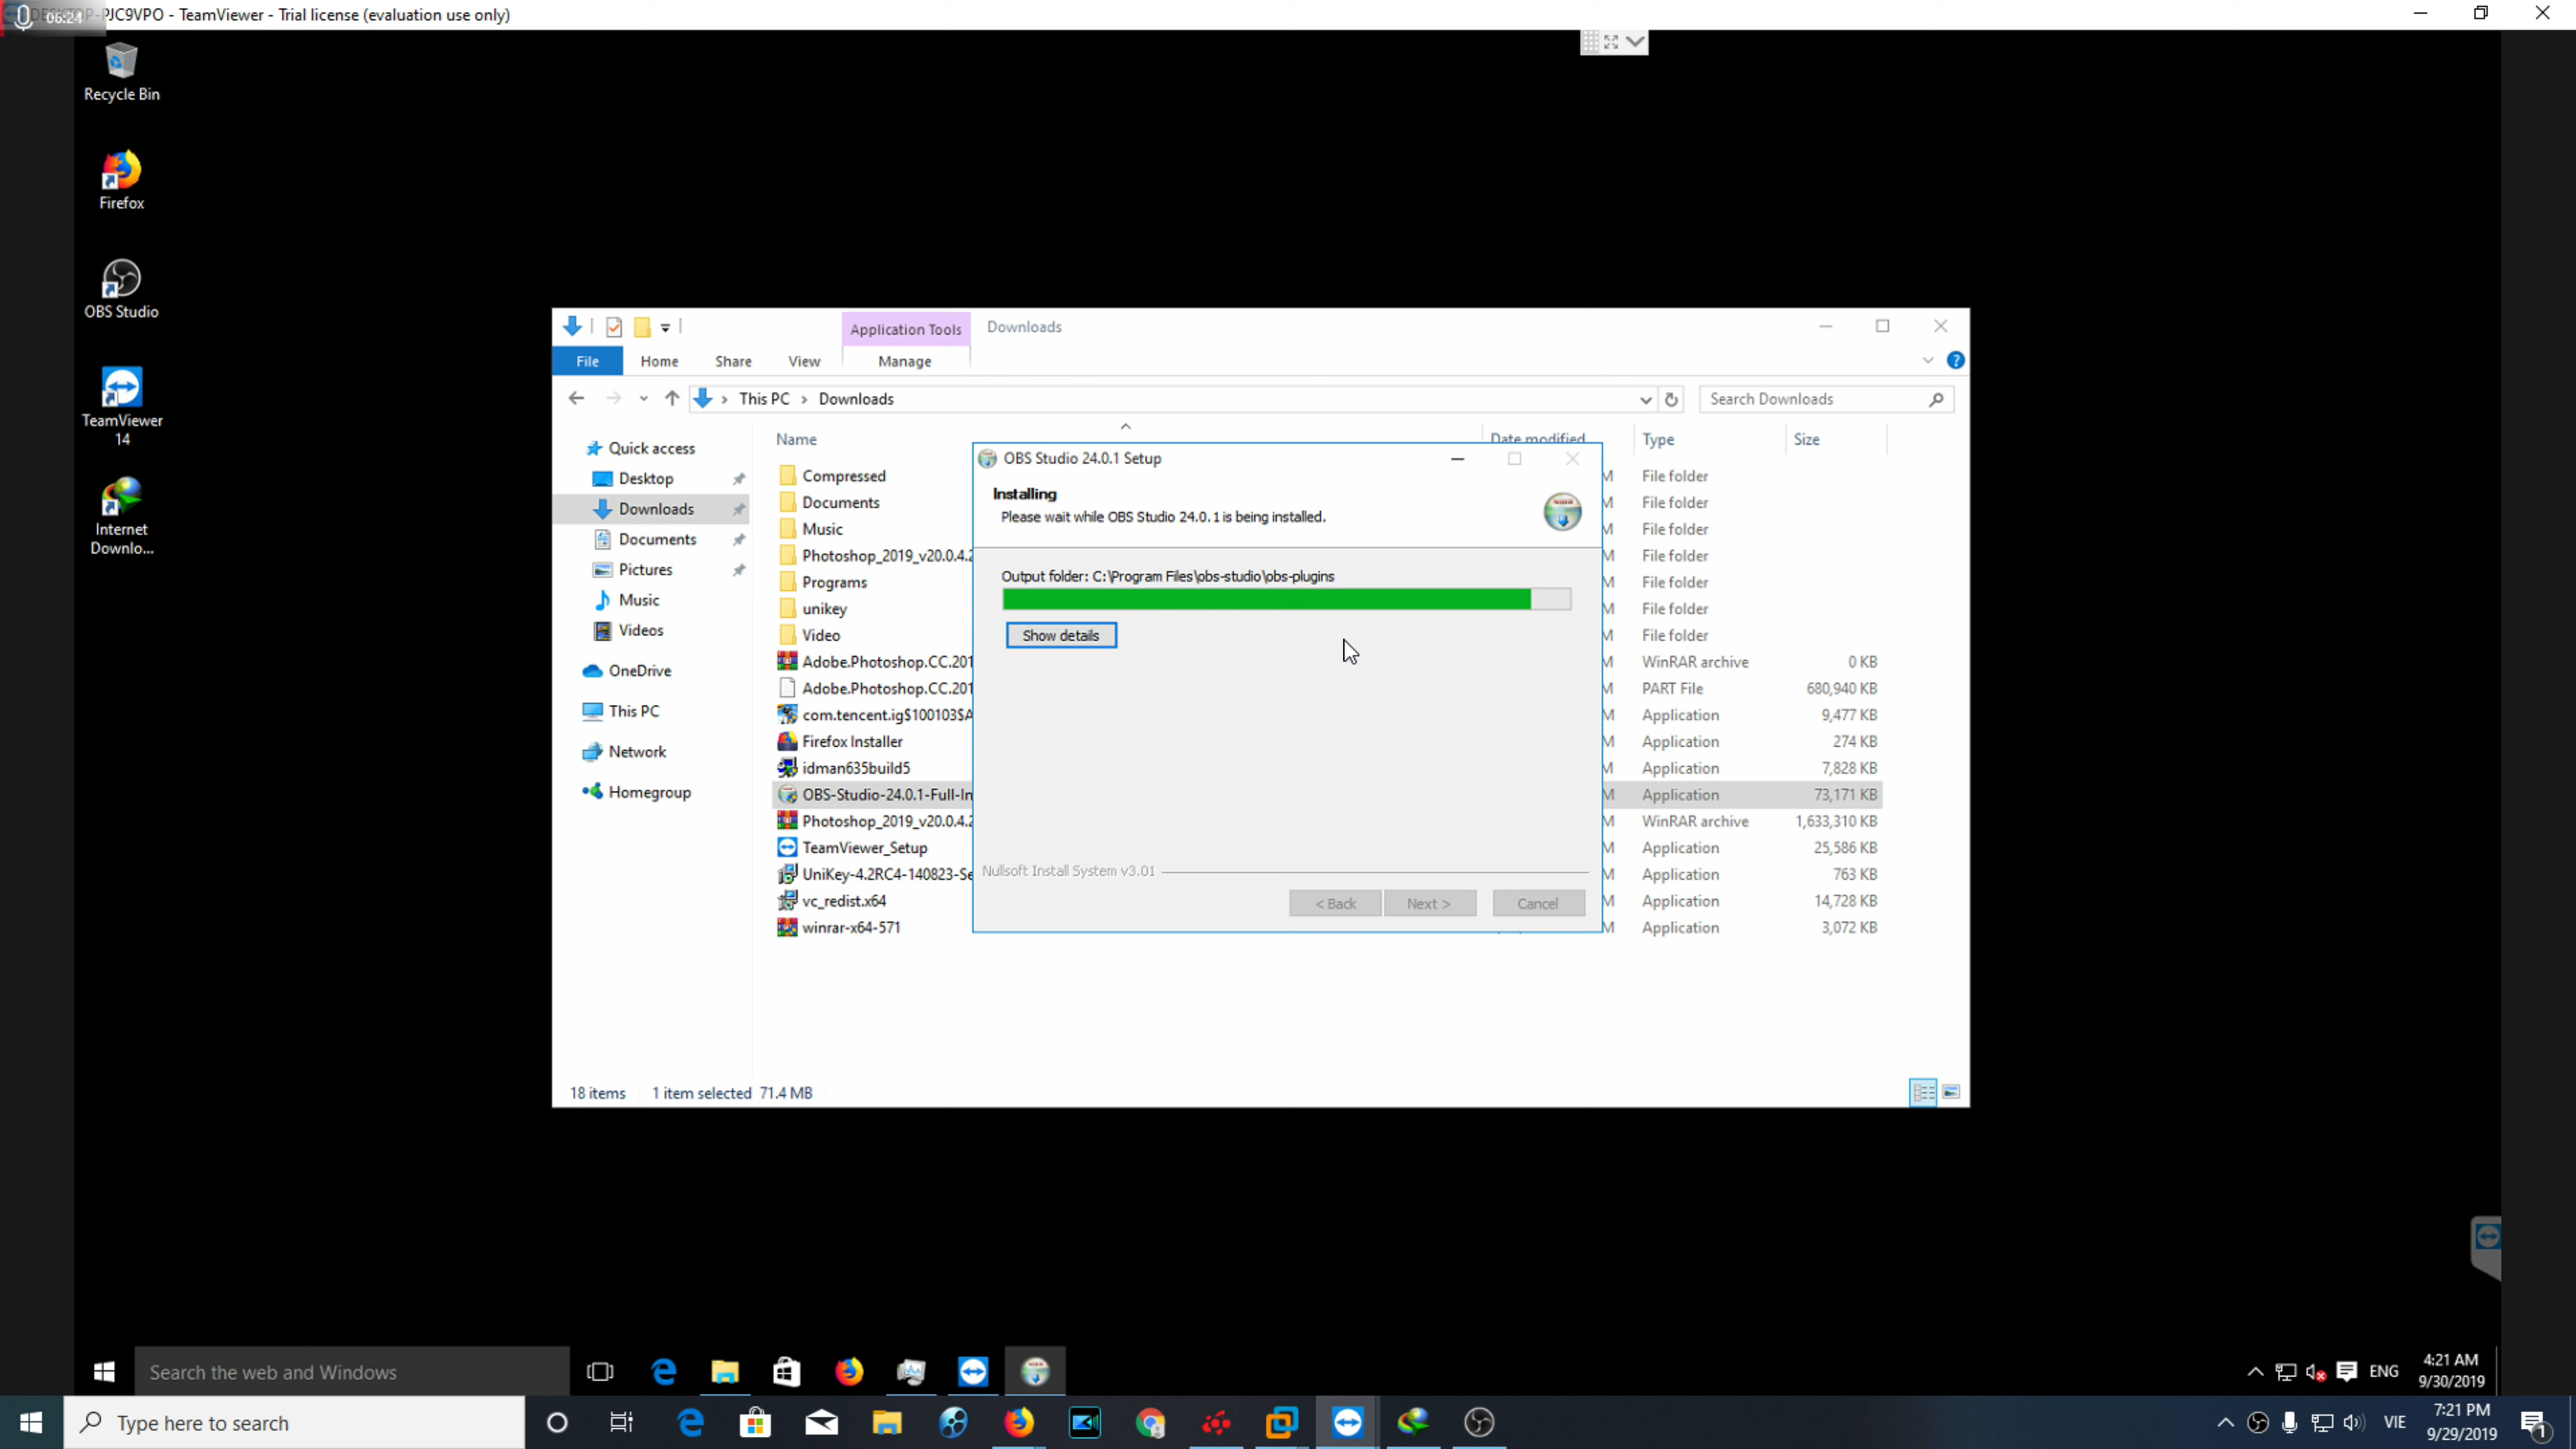 06:24
-PJC9VPO - TeamViewer - Trial license (evaluation use only)
Recycle Bin
Firefox
OBS Studio
TeamViewer
14
Internet
Downlo...
Application Tools
Downloads
File
Home
Share
View
Manage
This PC
Downloads
Search Downloads
Name
Date modified
Type
Size
Quick access
Desktop
Downloads
Documents
Pictures
Music
Videos
OneDrive
This PC
Network
Homegroup
Compressed M File folder
Documents M File folder
Music M File folder
Photoshop_2019_v20.0.4.2 M File folder
Programs M File folder
unikey M File folder
Video M File folder
Adobe.Photoshop.CC.201 M WinRAR archive 0 KB
Adobe.Photoshop.CC.201 M PART File 680,940 KB
com.tencent.ig$100103$A M Application 9,477 KB
Firefox Installer M Application 274 KB
idman635build5 M Application 7,828 KB
OBS-Studio-24.0.1-Full-In M Application 73,171 KB
Photoshop_2019_v20.0.4.2 M WinRAR archive 1,633,310 KB
TeamViewer_Setup M Application 25,586 KB
UniKey-4.2RC4-140823-Se M Application 763 KB
vc_redist.x64 M Application 14,728 KB
winrar-x64-571 M Application 3,072 KB
OBS Studio 24.0.1 Setup
Installing
Please wait while OBS Studio 24.0.1 is being installed.
Output folder: C:\Program Files\obs-studio\obs-plugins
Show details
Nullsoft Install System v3.01
< Back
Next >
Cancel
18 items 1 item selected 71.4 MB
Search the web and Windows
ENG
4:21 AM
9/30/2019
Type here to search
VIE
7:21 PM
9/29/2019
1